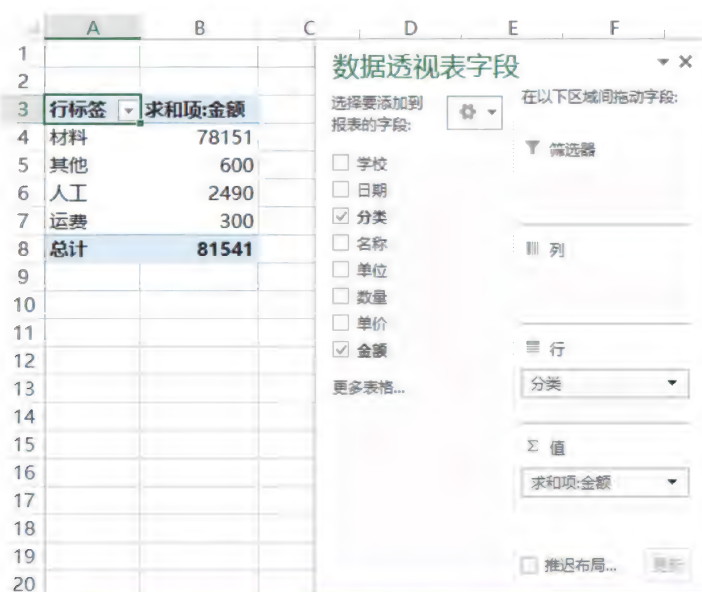 A B C D E F
1
2
3 行标签 求和项:金额
4 材料 78151
5 其他 600
6 人工 2490
7 运费 300
8 总计 81541
9
10
11
12
13
14
15
16
17
18
19
20
数据透视表字段
选择要添加到
报表的字段:
学校
日期
分类
名称
单位
数量
单价
金额
更多表格...
在以下区域间拖动字段:
筛选器
列
行
分类
Σ 值
求和项:金额
推迟布局...
更新